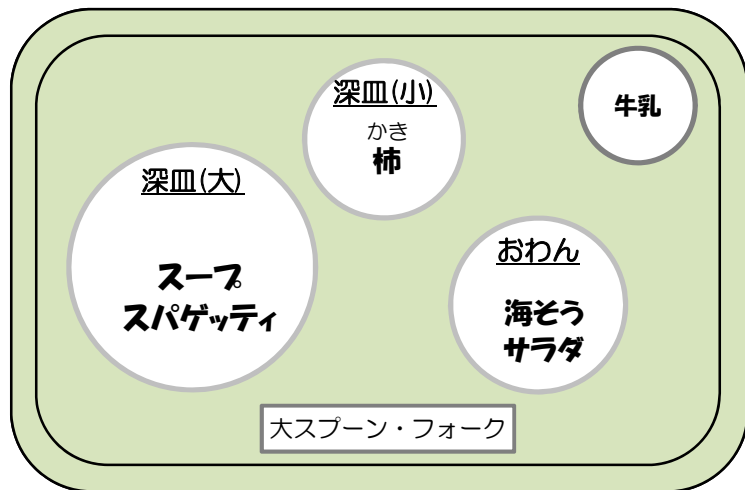 深皿(小)
かき
柿
牛乳
深皿(大)
スープ
スパゲッティ
おわん
海そう
サラダ
大スプーン・フォーク